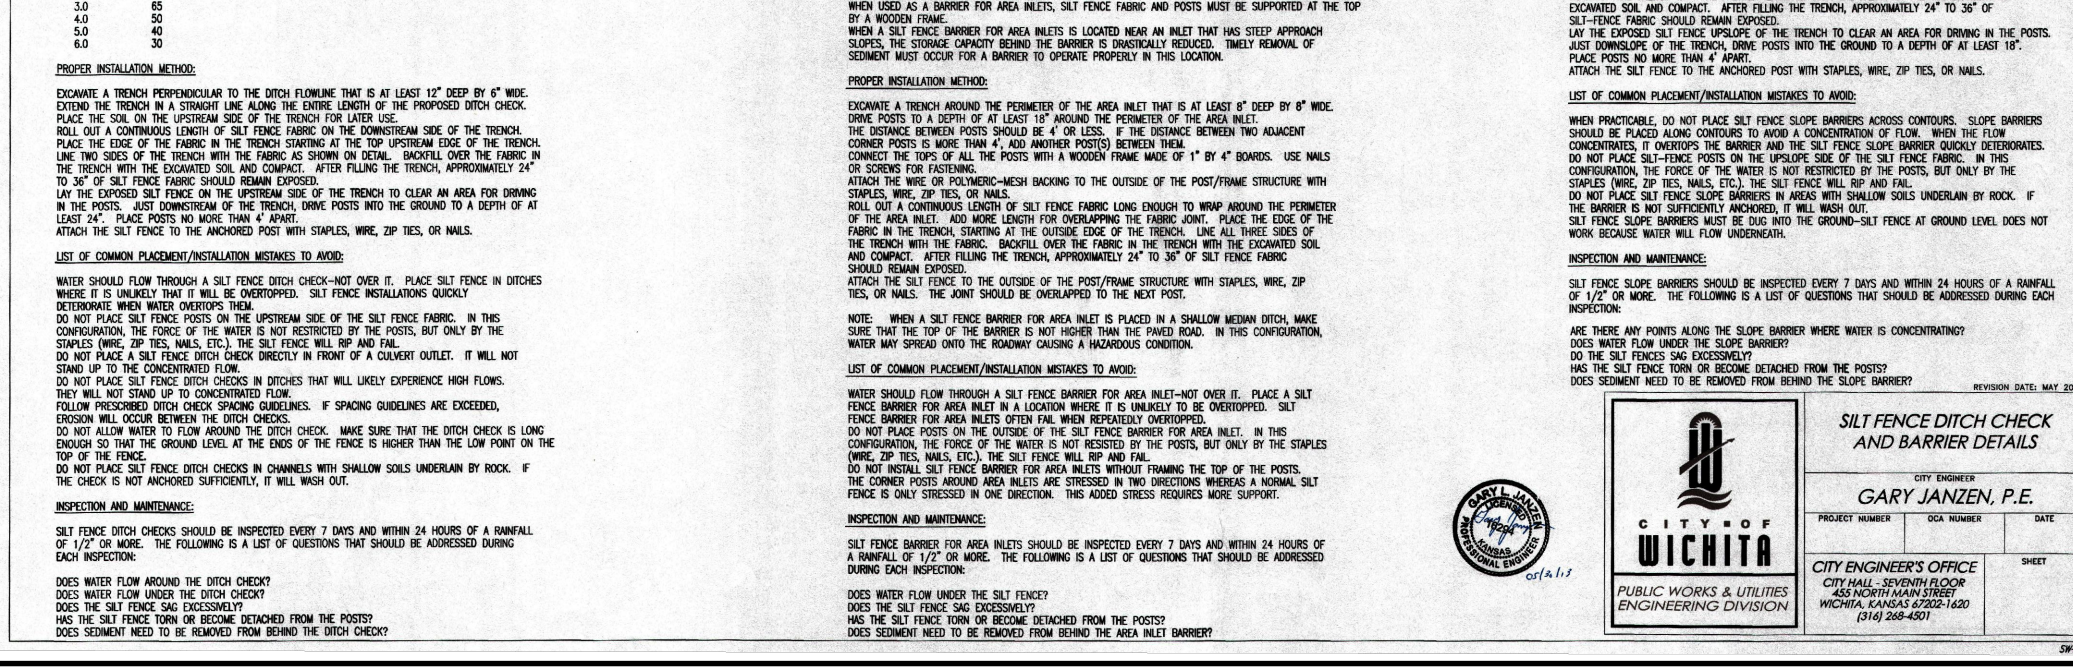 3.0 65
4.0 50
5.0 40
6.0 30
PROPER INSTALLATION METHOD:
EXCAVATE A TRENCH PERPENDICULAR TO THE DITCH FLOWLINE THAT IS AT LEAST 12" DEEP BY 6" WIDE.
EXTEND THE TRENCH IN A STRAIGHT LINE ALONG THE ENTIRE LENGTH OF THE PROPOSED DITCH CHECK.
PLACE THE SOIL ON THE UPSTREAM SIDE OF THE TRENCH FOR LATER USE.
ROLL OUT A CONTINUOUS LENGTH OF SILT FENCE FABRIC ON THE DOWNSTREAM SIDE OF THE TRENCH.
PLACE THE EDGE OF THE FABRIC IN THE TRENCH STARTING AT THE TOP UPSTREAM EDGE OF THE TRENCH.
LINE TWO SIDES OF THE TRENCH WITH THE FABRIC AS SHOWN ON DETAIL. BACKFILL OVER THE FABRIC IN
THE TRENCH WITH THE EXCAVATED SOIL AND COMPACT. AFTER FILLING THE TRENCH, APPROXIMATELY 24"
TO 36" OF SILT FENCE FABRIC SHOULD REMAIN EXPOSED.
LAY THE EXPOSED SILT FENCE ON THE UPSTREAM SIDE OF THE TRENCH TO CLEAR AN AREA FOR DRIVING
IN THE POSTS. JUST DOWNSTREAM OF THE TRENCH, DRIVE POSTS INTO THE GROUND TO A DEPTH OF AT
LEAST 24". PLACE POSTS NO MORE THAN 4' APART.
ATTACH THE SILT FENCE TO THE ANCHORED POST WITH STAPLES, WIRE, ZIP TIES, OR NAILS.
LIST OF COMMON PLACEMENT/INSTALLATION MISTAKES TO AVOID:
WATER SHOULD FLOW THROUGH A SILT FENCE DITCH CHECK-NOT OVER IT. PLACE SILT FENCE IN DITCHES
WHERE IT IS UNLIKELY THAT IT WILL BE OVERTOPPED. SILT FENCE INSTALLATIONS QUICKLY
DETERIORATE WHEN WATER OVERTOPS THEM.
DO NOT PLACE SILT FENCE POSTS ON THE UPSTREAM SIDE OF THE SILT FENCE FABRIC. IN THIS
CONFIGURATION, THE FORCE OF THE WATER IS NOT RESTRICTED BY THE POSTS, BUT ONLY BY THE
STAPLES (WIRE, ZIP TIES, NAILS, ETC.). THE SILT FENCE WILL RIP AND FAIL.
DO NOT PLACE A SILT FENCE DITCH CHECK DIRECTLY IN FRONT OF A CULVERT OUTLET. IT WILL NOT
STAND UP TO THE CONCENTRATED FLOW.
DO NOT PLACE SILT FENCE DITCH CHECKS IN DITCHES THAT WILL LIKELY EXPERIENCE HIGH FLOWS.
THEY WILL NOT STAND UP TO CONCENTRATED FLOW.
FOLLOW PRESCRIBED DITCH CHECK SPACING GUIDELINES. IF SPACING GUIDELINES ARE EXCEEDED,
EROSION WILL OCCUR BETWEEN THE DITCH CHECKS.
DO NOT ALLOW WATER TO FLOW AROUND THE DITCH CHECK. MAKE SURE THAT THE DITCH CHECK IS LONG
ENOUGH SO THAT THE GROUND LEVEL AT THE ENDS OF THE FENCE IS HIGHER THAN THE LOW POINT ON THE
TOP OF THE FENCE.
DO NOT PLACE SILT FENCE DITCH CHECKS IN CHANNELS WITH SHALLOW SOILS UNDERLAIN BY ROCK. IF
THE CHECK IS NOT ANCHORED SUFFICIENTLY, IT WILL WASH OUT.
INSPECTION AND MAINTENANCE:
SILT FENCE DITCH CHECKS SHOULD BE INSPECTED EVERY 7 DAYS AND WITHIN 24 HOURS OF A RAINFALL
OF 1/2" OR MORE. THE FOLLOWING IS A LIST OF QUESTIONS THAT SHOULD BE ADDRESSED DURING
EACH INSPECTION:
DOES WATER FLOW AROUND THE DITCH CHECK?
DOES WATER FLOW UNDER THE DITCH CHECK?
DOES THE SILT FENCE SAG EXCESSIVELY?
HAS THE SILT FENCE TORN OR BECOME DETACHED FROM THE POSTS?
DOES SEDIMENT NEED TO BE REMOVED FROM BEHIND THE DITCH CHECK?
WHEN USED AS A BARRIER FOR AREA INLETS, SILT FENCE FABRIC AND POSTS MUST BE SUPPORTED AT THE TOP
BY A WOODEN FRAME.
WHEN A SILT FENCE BARRIER FOR AREA INLETS IS LOCATED NEAR AN INLET THAT HAS STEEP APPROACH
SLOPES, THE STORAGE CAPACITY BEHIND THE BARRIER IS DRASTICALLY REDUCED. TIMELY REMOVAL OF
SEDIMENT MUST OCCUR FOR A BARRIER TO OPERATE PROPERLY IN THIS LOCATION.
PROPER INSTALLATION METHOD:
EXCAVATE A TRENCH AROUND THE PERIMETER OF THE AREA INLET THAT IS AT LEAST 8" DEEP BY 8" WIDE.
DRIVE POSTS TO A DEPTH OF AT LEAST 18" AROUND THE PERIMETER OF THE AREA INLET.
THE DISTANCE BETWEEN POSTS SHOULD BE 4' OR LESS. IF THE DISTANCE BETWEEN TWO ADJACENT
CORNER POSTS IS MORE THAN 4', ADD ANOTHER POST(S) BETWEEN THEM.
CONNECT THE TOPS OF ALL THE POSTS WITH A WOODEN FRAME MADE OF 1" BY 4" BOARDS. USE NAILS
OR SCREWS FOR FASTENING.
ATTACH THE WIRE OR POLYMERIC-MESH BACKING TO THE OUTSIDE OF THE POST/FRAME STRUCTURE WITH
STAPLES, WIRE, ZIP TIES, OR NAILS.
ROLL OUT A CONTINUOUS LENGTH OF SILT FENCE FABRIC LONG ENOUGH TO WRAP AROUND THE PERIMETER
OF THE AREA INLET. ADD MORE LENGTH FOR OVERLAPPING THE FABRIC JOINT. PLACE THE EDGE OF THE
FABRIC IN THE TRENCH, STARTING AT THE OUTSIDE EDGE OF THE TRENCH. LINE ALL THREE SIDES OF
THE TRENCH WITH THE FABRIC. BACKFILL OVER THE FABRIC IN THE TRENCH WITH THE EXCAVATED SOIL
AND COMPACT. AFTER FILLING THE TRENCH, APPROXIMATELY 24" TO 36" OF SILT FENCE FABRIC
SHOULD REMAIN EXPOSED.
ATTACH THE SILT FENCE TO THE OUTSIDE OF THE POST/FRAME STRUCTURE WITH STAPLES, WIRE, ZIP
TIES, OR NAILS. THE JOINT SHOULD BE OVERLAPPED TO THE NEXT POST.
NOTE: WHEN A SILT FENCE BARRIER FOR AREA INLET IS PLACED IN A SHALLOW MEDIAN DITCH, MAKE
SURE THAT THE TOP OF THE BARRIER IS NOT HIGHER THAN THE PAVED ROAD. IN THIS CONFIGURATION,
WATER MAY SPREAD ONTO THE ROADWAY CAUSING A HAZARDOUS CONDITION.
LIST OF COMMON PLACEMENT/INSTALLATION MISTAKES TO AVOID:
WATER SHOULD FLOW THROUGH A SILT FENCE BARRIER FOR AREA INLET-NOT OVER IT. PLACE A SILT
FENCE BARRIER FOR AREA INLET IN A LOCATION WHERE IT IS UNLIKELY TO BE OVERTOPPED. SILT
FENCE BARRIER FOR AREA INLETS OFTEN FAIL WHEN REPEATEDLY OVERTOPPED.
DO NOT PLACE POSTS ON THE OUTSIDE OF THE SILT FENCE BARRIER FOR AREA INLET. IN THIS
CONFIGURATION, THE FORCE OF THE WATER IS NOT RESISTED BY THE POSTS, BUT ONLY BY THE STAPLES
(WIRE, ZIP TIES, NAILS, ETC.). THE SILT FENCE WILL RIP AND FAIL.
DO NOT INSTALL SILT FENCE BARRIER FOR AREA INLETS WITHOUT FRAMING THE TOP OF THE POSTS.
THE CORNER POSTS AROUND AREA INLETS ARE STRESSED IN TWO DIRECTIONS WHEREAS A NORMAL SILT
FENCE IS ONLY STRESSED IN ONE DIRECTION. THIS ADDED STRESS REQUIRES MORE SUPPORT.
INSPECTION AND MAINTENANCE:
SILT FENCE BARRIER FOR AREA INLETS SHOULD BE INSPECTED EVERY 7 DAYS AND WITHIN 24 HOURS OF
A RAINFALL OF 1/2" OR MORE. THE FOLLOWING IS A LIST OF QUESTIONS THAT SHOULD BE ADDRESSED
DURING EACH INSPECTION:
DOES WATER FLOW UNDER THE SILT FENCE?
DOES THE SILT FENCE SAG EXCESSIVELY?
HAS THE SILT FENCE TORN OR BECOME DETACHED FROM THE POSTS?
DOES SEDIMENT NEED TO BE REMOVED FROM BEHIND THE AREA INLET BARRIER?
EXCAVATED SOIL AND COMPACT. AFTER FILLING THE TRENCH, APPROXIMATELY 24" TO 36" OF
SILT-FENCE FABRIC SHOULD REMAIN EXPOSED.
LAY THE EXPOSED SILT FENCE UPSLOPE OF THE TRENCH TO CLEAR AN AREA FOR DRIVING IN THE POSTS.
JUST DOWNSLOPE OF THE TRENCH, DRIVE POSTS INTO THE GROUND TO A DEPTH OF AT LEAST 18".
PLACE POSTS NO MORE THAN 4' APART.
ATTACH THE SILT FENCE TO THE ANCHORED POST WITH STAPLES, WIRE, ZIP TIES, OR NAILS.
LIST OF COMMON PLACEMENT/INSTALLATION MISTAKES TO AVOID:
WHEN PRACTICABLE, DO NOT PLACE SILT FENCE SLOPE BARRIERS ACROSS CONTOURS. SLOPE BARRIERS
SHOULD BE PLACED ALONG CONTOURS TO AVOID A CONCENTRATION OF FLOW. WHEN THE FLOW
CONCENTRATES, IT OVERTOPS THE BARRIER AND THE SILT FENCE SLOPE BARRIER QUICKLY DETERIORATES.
DO NOT PLACE SILT-FENCE POSTS ON THE UPSLOPE SIDE OF THE SILT FENCE FABRIC. IN THIS
CONFIGURATION, THE FORCE OF THE WATER IS NOT RESTRICTED BY THE POSTS, BUT ONLY BY THE
STAPLES (WIRE, ZIP TIES, NAILS, ETC.). THE SILT FENCE WILL RIP AND FAIL.
DO NOT PLACE SILT FENCE SLOPE BARRIERS IN AREAS WITH SHALLOW SOILS UNDERLAIN BY ROCK. IF
THE BARRIER IS NOT SUFFICIENTLY ANCHORED, IT WILL WASH OUT.
SILT FENCE SLOPE BARRIERS MUST BE DUG INTO THE GROUND-SILT FENCE AT GROUND LEVEL DOES NOT
WORK BECAUSE WATER WILL FLOW UNDERNEATH.
INSPECTION AND MAINTENANCE:
SILT FENCE SLOPE BARRIERS SHOULD BE INSPECTED EVERY 7 DAYS AND WITHIN 24 HOURS OF A RAINFALL
OF 1/2" OR MORE. THE FOLLOWING IS A LIST OF QUESTIONS THAT SHOULD BE ADDRESSED DURING EACH
INSPECTION:
ARE THERE ANY POINTS ALONG THE SLOPE BARRIER WHERE WATER IS CONCENTRATING?
DOES WATER FLOW UNDER THE SLOPE BARRIER?
DO THE SILT FENCES SAG EXCESSIVELY?
HAS THE SILT FENCE TORN OR BECOME DETACHED FROM THE POSTS?
DOES SEDIMENT NEED TO BE REMOVED FROM BEHIND THE SLOPE BARRIER?
REVISION DATE: MAY 20
GARY L. JANZEN
LICENSED
9294
KANSAS
PROFESSIONAL ENGINEER
05/30/13
CITY OF
WICHITA
PUBLIC WORKS & UTILITIES
ENGINEERING DIVISION
SILT FENCE DITCH CHECK
AND BARRIER DETAILS
CITY ENGINEER
GARY JANZEN, P.E.
PROJECT NUMBER OCA NUMBER DATE
CITY ENGINEER'S OFFICE
CITY HALL - SEVENTH FLOOR
455 NORTH MAIN STREET
WICHITA, KANSAS 67202-1620
(316) 268-4501
SHEET
SW-